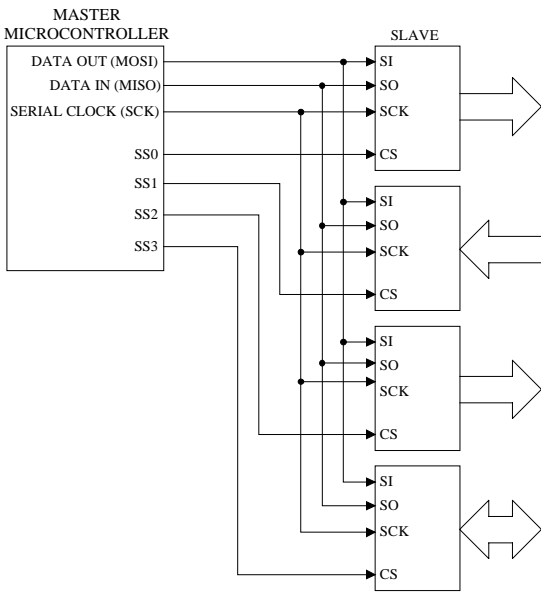 MASTER
MICROCONTROLLER
DATA OUT (MOSI)
DATA IN (MISO)
SERIAL CLOCK (SCK)
SS0
SS1
SS2
SS3
SLAVE
SI
SO
SCK
CS
SI
SO
SCK
CS
SI
SO
SCK
CS
SI
SO
SCK
CS